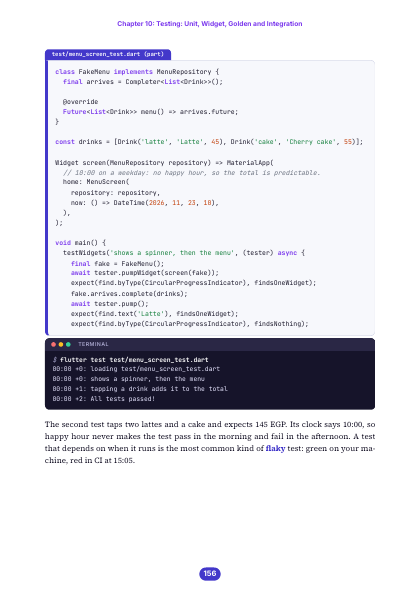 Chapter 10: Testing: Unit, Widget, Golden and Integration
test/menu_screen_test.dart (part)
class FakeMenu implements MenuRepository {
  final arrives = Completer<List<Drink>>();

  @override
  Future<List<Drink>> menu() => arrives.future;
}

const drinks = [Drink('latte', 'Latte', 45), Drink('cake', 'Cherry cake', 55)];

Widget screen(MenuRepository repository) => MaterialApp(
  // 10:00 on a weekday: no happy hour, so the total is predictable.
  home: MenuScreen(
    repository: repository,
    now: () => DateTime(2026, 11, 23, 10),
  ),
);

void main() {
  testWidgets('shows a spinner, then the menu', (tester) async {
    final fake = FakeMenu();
    await tester.pumpWidget(screen(fake));
    expect(find.byType(CircularProgressIndicator), findsOneWidget);
    fake.arrives.complete(drinks);
    await tester.pump();
    expect(find.text('Latte'), findsOneWidget);
    expect(find.byType(CircularProgressIndicator), findsNothing);
TERMINAL
$ flutter test test/menu_screen_test.dart
00:00 +0: loading test/menu_screen_test.dart
00:00 +0: shows a spinner, then the menu
00:00 +1: tapping a drink adds it to the total
00:00 +2: All tests passed!
The second test taps two lattes and a cake and expects 145 EGP. Its clock says 10:00, so
happy hour never makes the test pass in the morning and fail in the afternoon. A test
that depends on when it runs is the most common kind of flaky test: green on your ma-
chine, red in CI at 15:05.
156